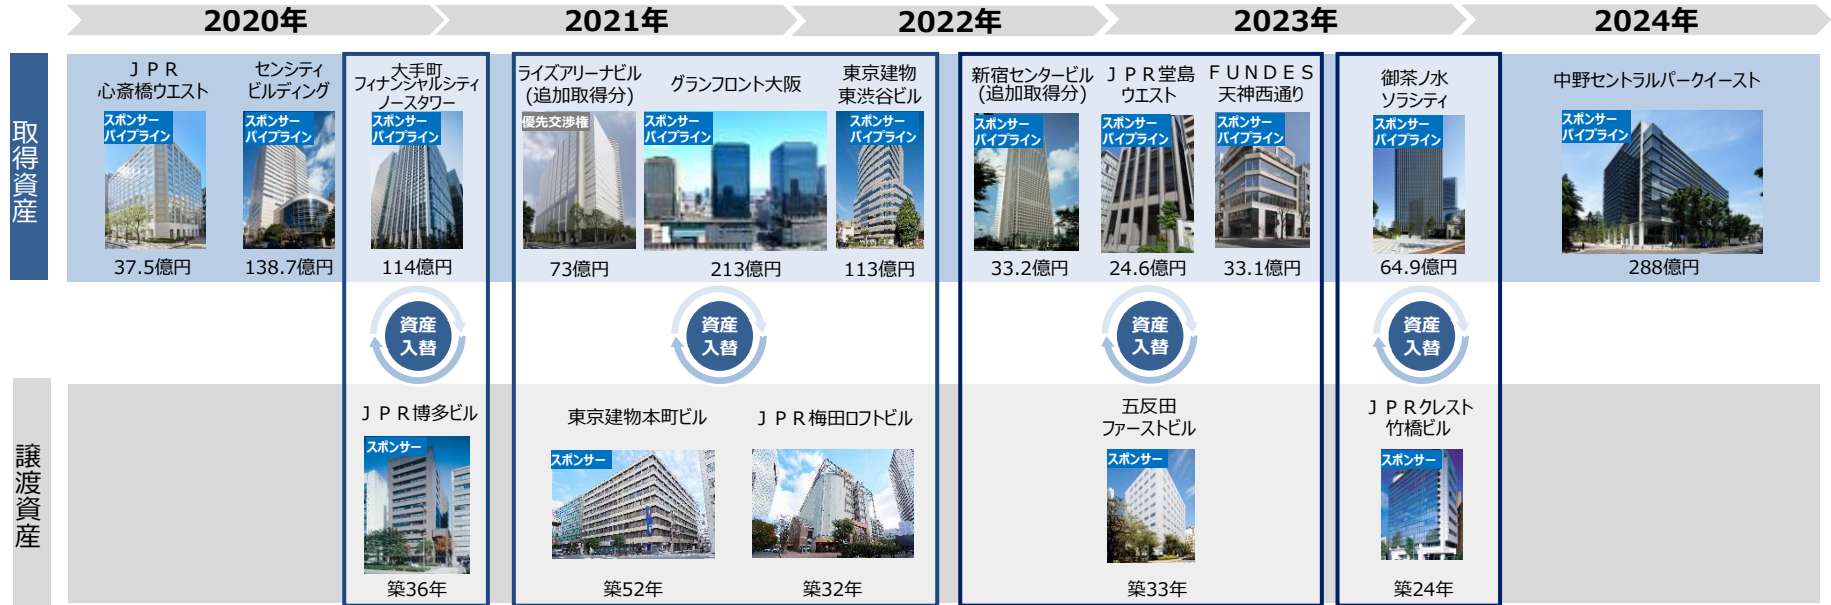 2020年
2021年
2022年
2023年
2024年
取得資産
ＪＰＲ
心斎橋ウエスト
スポンサー
パイプライン
37.5億円
センシティ
ビルディング
スポンサー
パイプライン
138.7億円
大手町
フィナンシャルシティ
ノースタワー
スポンサー
パイプライン
114億円
ライズアリーナビル
(追加取得分)
優先交渉権
73億円
グランフロント大阪
スポンサー
パイプライン
213億円
東京建物
東渋谷ビル
スポンサー
パイプライン
113億円
新宿センタービル
(追加取得分)
スポンサー
パイプライン
33.2億円
ＪＰＲ堂島
ウエスト
スポンサー
パイプライン
24.6億円
ＦＵＮＤＥＳ
天神西通り
スポンサー
パイプライン
33.1億円
御茶ノ水
ソラシティ
スポンサー
パイプライン
64.9億円
中野セントラルパークイースト
スポンサー
パイプライン
288億円
資産
入替
資産
入替
資産
入替
資産
入替
譲渡資産
ＪＰＲ博多ビル
スポンサー
築36年
東京建物本町ビル
スポンサー
築52年
ＪＰＲ梅田ロフトビル
築32年
五反田
ファーストビル
スポンサー
築33年
ＪＰＲクレスト
竹橋ビル
スポンサー
築24年